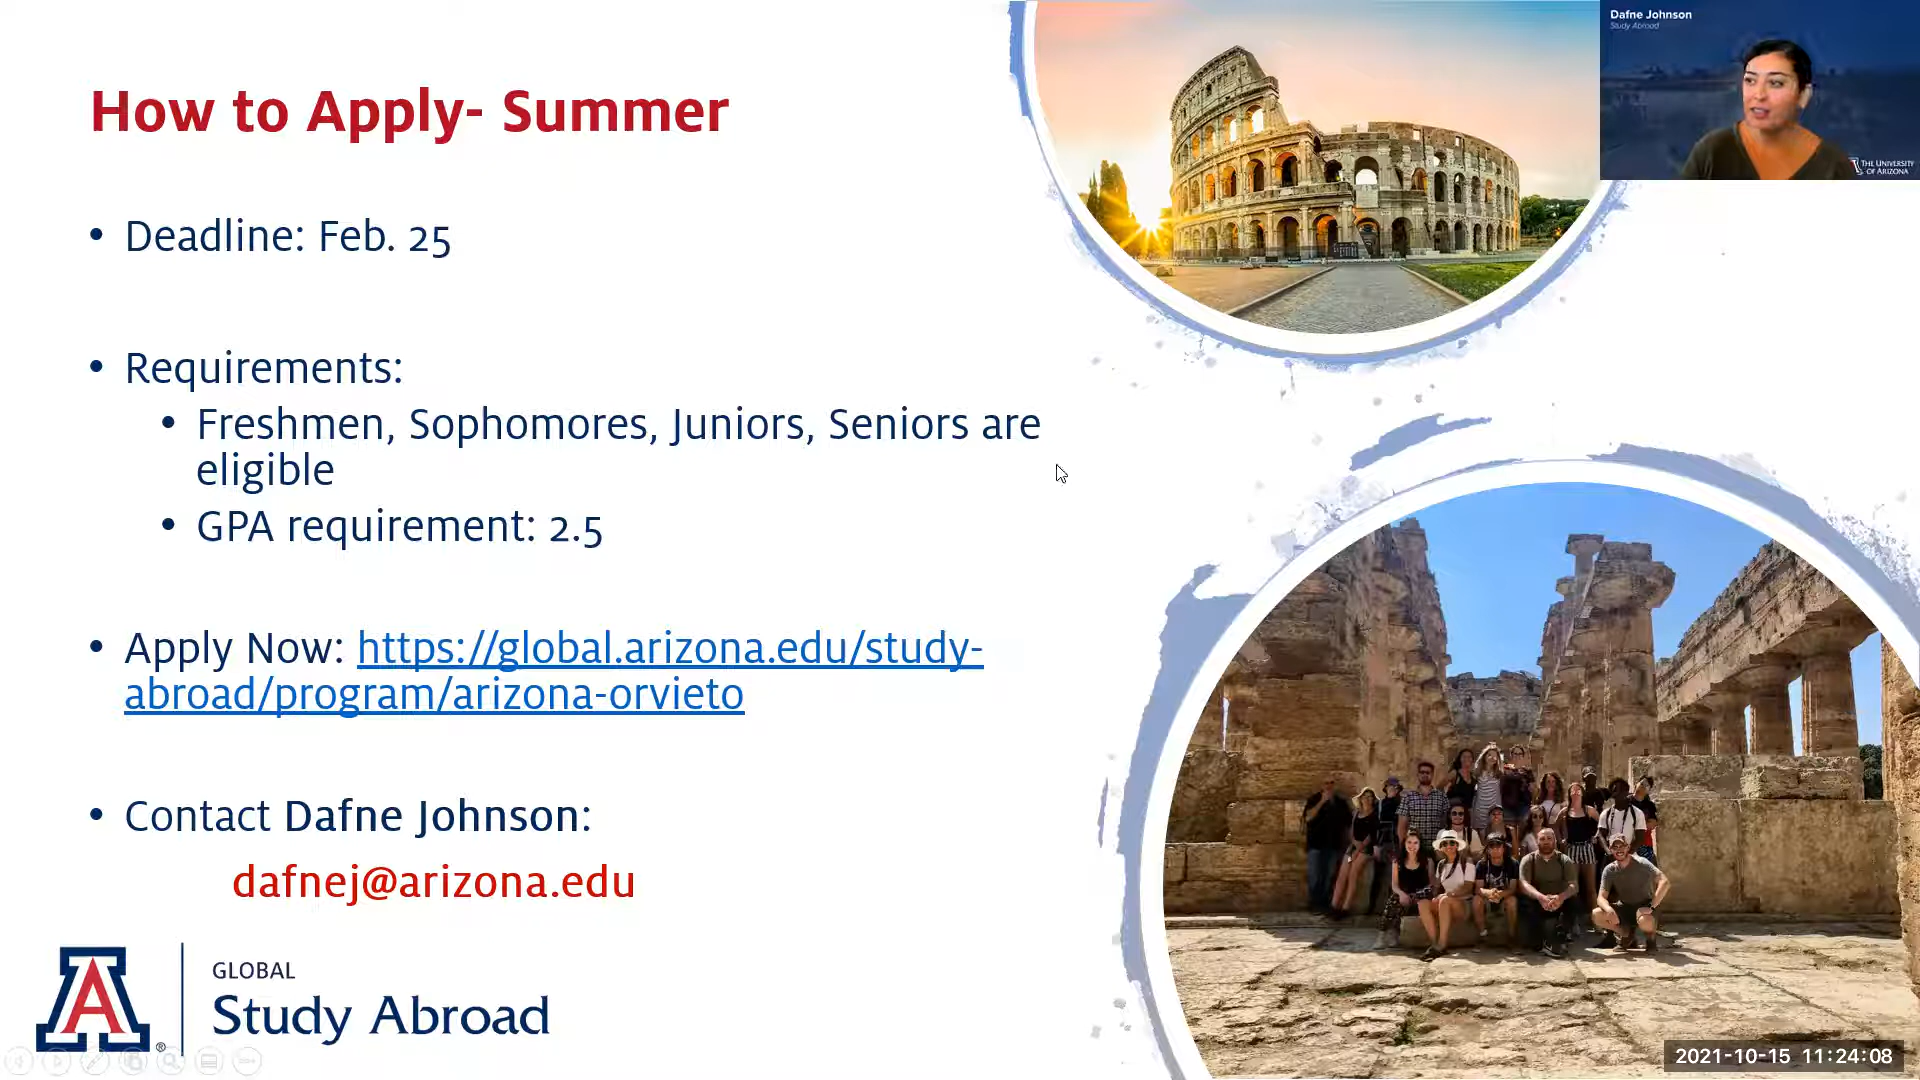 How to Apply- Summer
• Deadline: Feb. 25
• Requirements:
• Freshmen, Sophomores, Juniors, Seniors are
eligible
• GPA requirement: 2.5
• Apply Now: https://global.arizona.edu/study-
abroad/program/arizona-orvieto
• Contact Dafne Johnson:
dafnej@arizona.edu
A®
GLOBAL
Study Abroad
Dafne Johnson
Study Abroad
THE UNIVERSITY
OF ARIZONA
2021-10-15 11:24:08